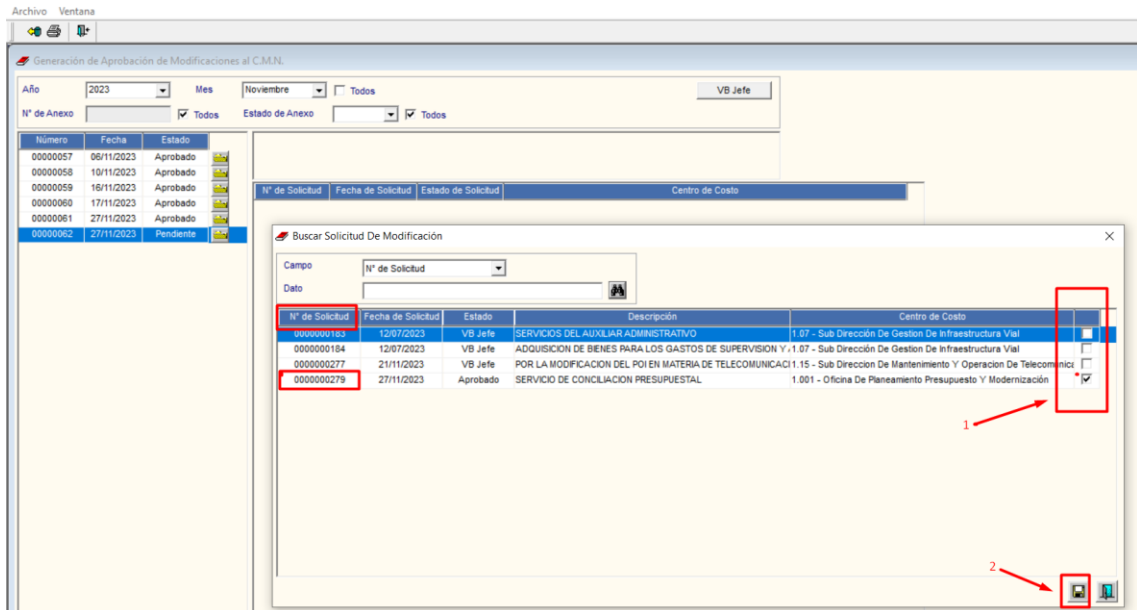 Archivo Ventana
Generación de Aprobación de Modificaciones al C.M.N.
Año 2023 Mes Noviembre Todos VB Jefe
N° de Anexo Todos Estado de Anexo Todos
Número Fecha Estado
00000057 06/11/2023 Aprobado
00000058 10/11/2023 Aprobado
00000059 16/11/2023 Aprobado
00000060 17/11/2023 Aprobado
00000061 27/11/2023 Aprobado
00000062 27/11/2023 Pendiente
N° de Solicitud Fecha de Solicitud Estado de Solicitud Centro de Costo
Buscar Solicitud De Modificación
Campo N° de Solicitud
Dato
N° de Solicitud Fecha de Solicitud Estado Descripción Centro de Costo
0000000183 12/07/2023 VB Jefe SERVICIOS DEL AUXILIAR ADMINISTRATIVO 1.07 - Sub Dirección De Gestion De Infraestructura Vial
0000000184 12/07/2023 VB Jefe ADQUISICION DE BIENES PARA LOS GASTOS DE SUPERVISION Y 1.07 - Sub Dirección De Gestion De Infraestructura Vial
0000000277 21/11/2023 VB Jefe POR LA MODIFICACION DEL POI EN MATERIA DE TELECOMUNICACI 1.15 - Sub Direccion De Mantenimiento Y Operacion De Telecomunica
0000000279 27/11/2023 Aprobado SERVICIO DE CONCILIACION PRESUPUESTAL 1.001 - Oficina De Planeamiento Presupuesto Y Modernización
1
2